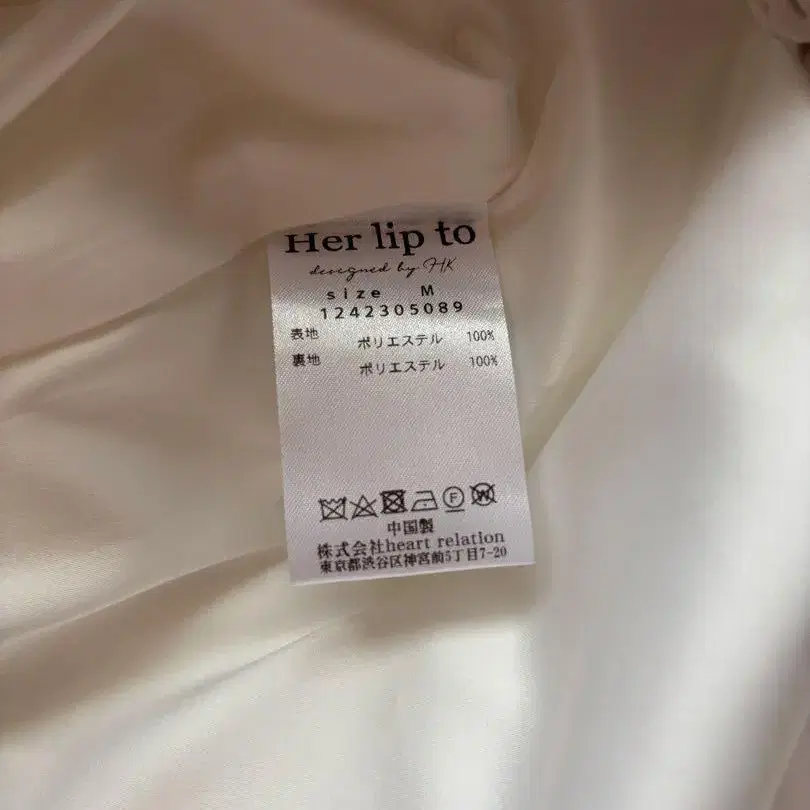 Her lip to
designed by HK
size M
1242305089
表地 ポリエステル 100%
裏地 ポリエステル 100%
中国製
株式会社heart relation
東京都渋谷区神宮前5丁目7-20